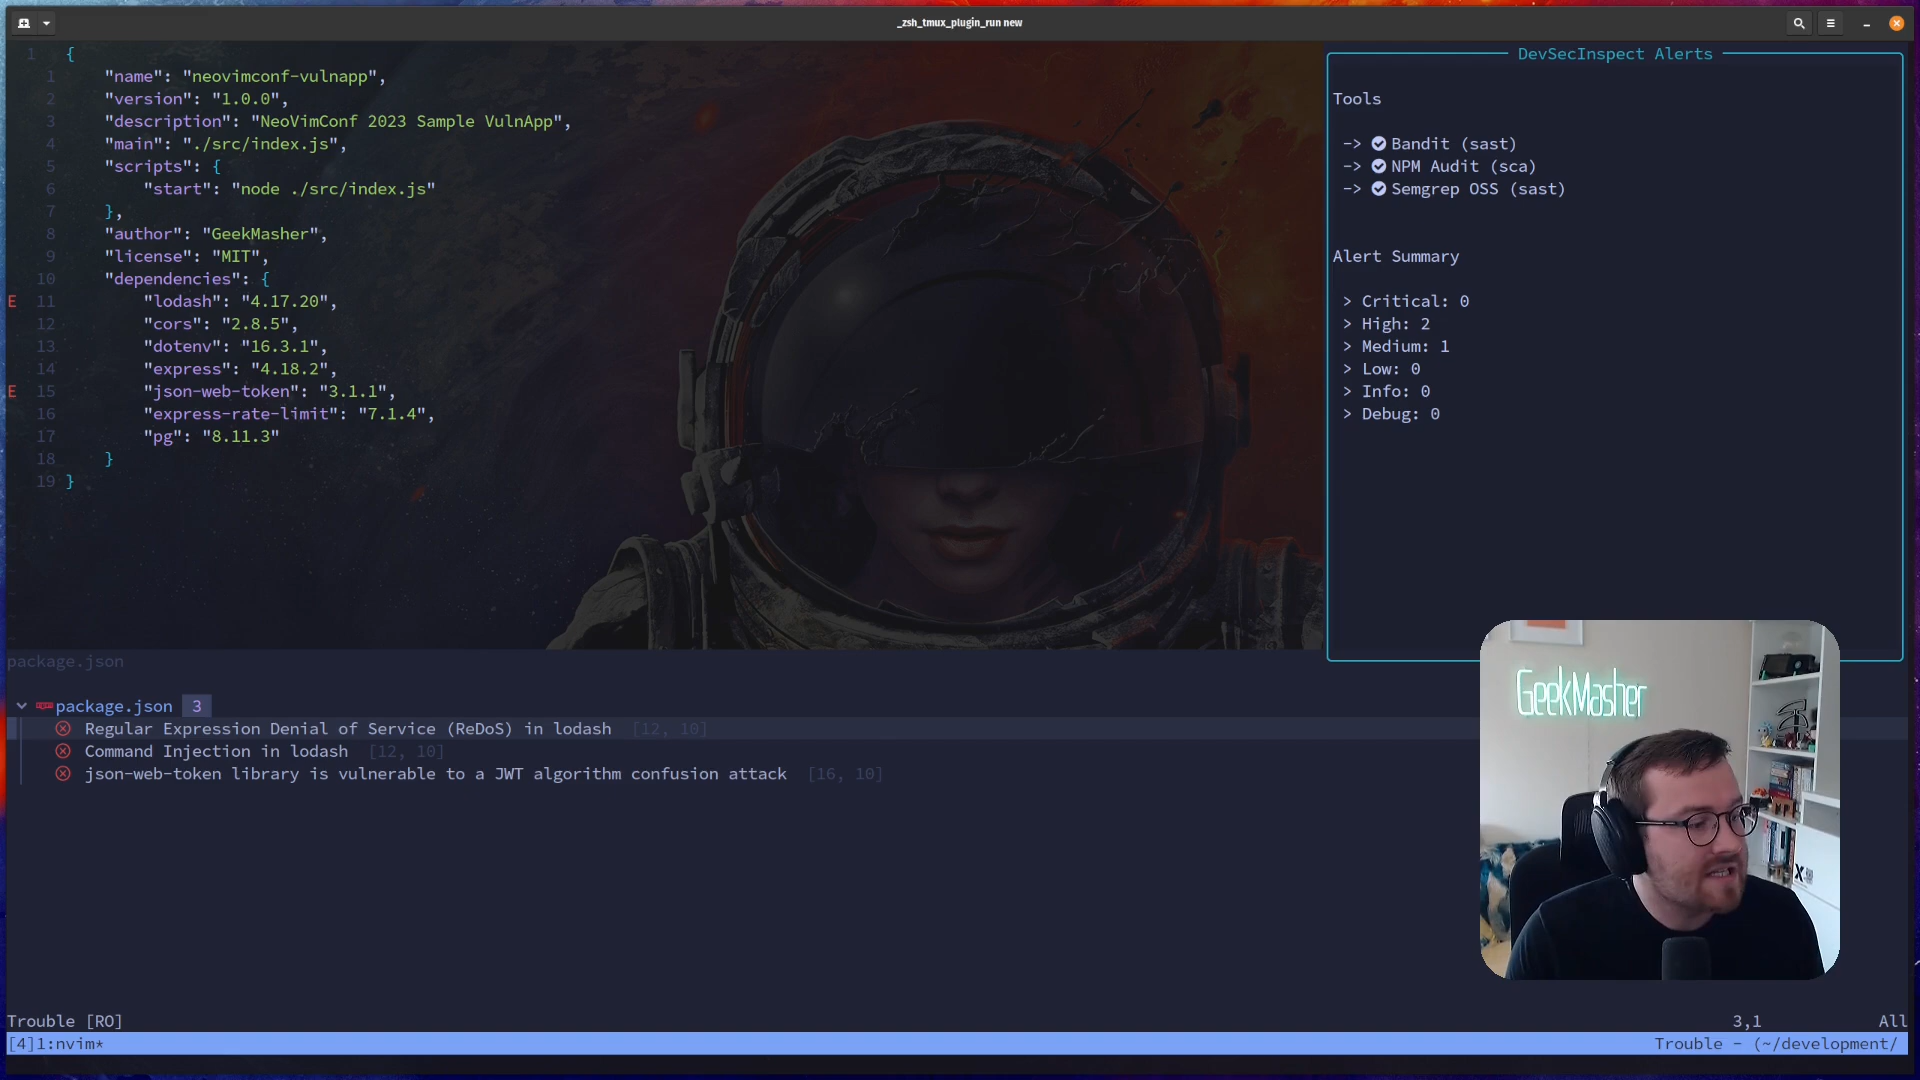 _zsh_tmux_plugin_run new
1 {
1 "name": "neovimconf-vulnapp",
2 "version": "1.0.0",
3 "description": "NeoVimConf 2023 Sample VulnApp",
4 "main": "./src/index.js",
5 "scripts": {
6 "start": "node ./src/index.js"
7 },
8 "author": "GeekMasher",
9 "license": "MIT",
10 "dependencies": {
E 11 "lodash": "4.17.20",
12 "cors": "2.8.5",
13 "dotenv": "16.3.1",
14 "express": "4.18.2",
E 15 "json-web-token": "3.1.1",
16 "express-rate-limit": "7.1.4",
17 "pg": "8.11.3"
18 }
19 }
package.json
DevSecInspect Alerts
Tools
-> Bandit (sast)
-> NPM Audit (sca)
-> Semgrep OSS (sast)
Alert Summary
> Critical: 0
> High: 2
> Medium: 1
> Low: 0
> Info: 0
> Debug: 0
package.json 3
Regular Expression Denial of Service (ReDoS) in lodash [12, 10]
Command Injection in lodash [12, 10]
json-web-token library is vulnerable to a JWT algorithm confusion attack [16, 10]
GeekMasher
Trouble [RO] 3,1 All
[4]1:nvim* Trouble - (~/development/